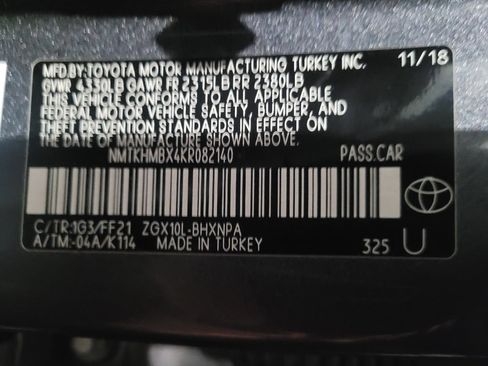 MFD.BY:TOYOTA MOTOR MANUFACTURING TURKEY INC. 11/18
GVWR 4330LB GAWR FR 2315LB RR 2380LB
THIS VEHICLE CONFORMS TO ALL APPLICABLE
FEDERAL MOTOR VEHICLE SAFETY, BUMPER, AND
THEFT PREVENTION STANDARDS IN EFFECT ON
THE DATE OF MANUFACTURE SHOWN ABOVE.
NMTKHMBX4KR082140 PASS.CAR
C/TR:1G3/FF21 ZGX10L-BHXNPA
A/TM:-04A/K114 MADE IN TURKEY 325 U